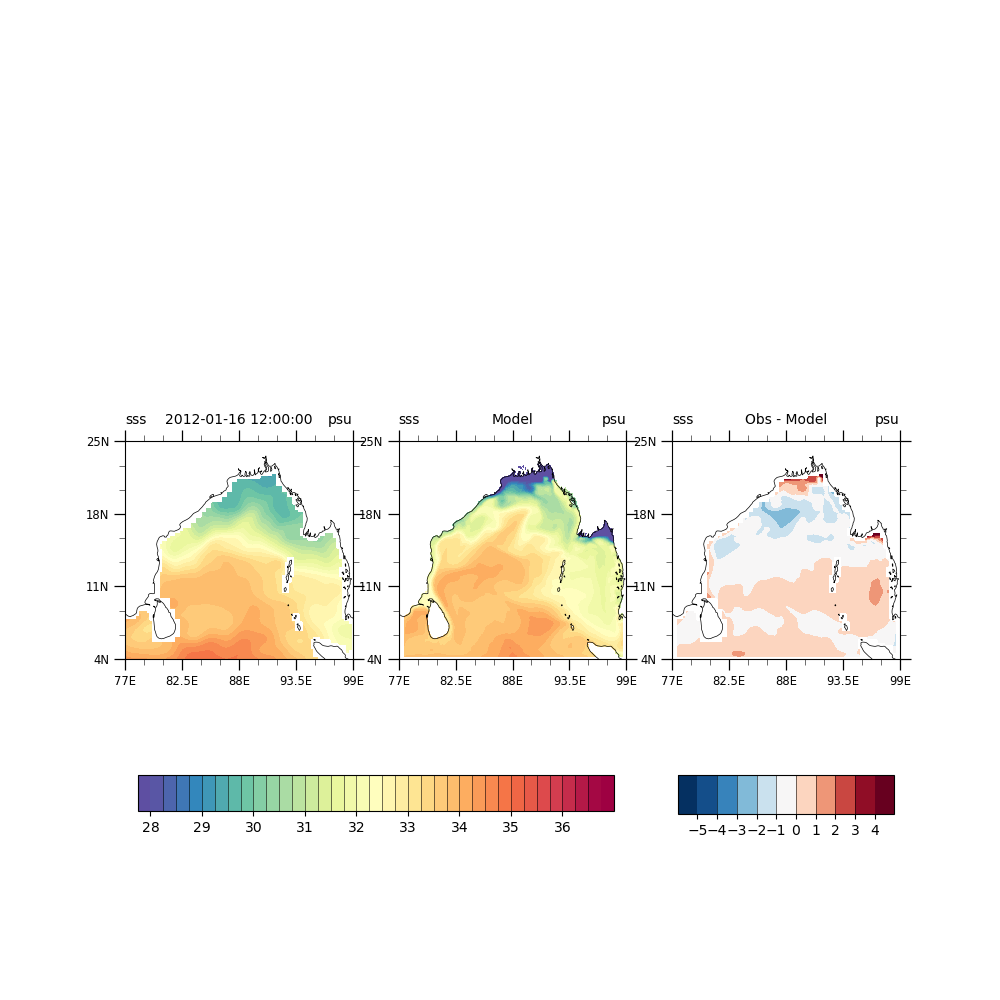 sss 2012-01-16 12:00:00 psu sss Model psu sss Obs - Model psu
25N 25N 25N
18N 18N 18N
11N 11N 11N
4N 4N 4N
77E 82.5E 88E 93.5E 99E 77E 82.5E 88E 93.5E 99E 77E 82.5E 88E 93.5E 99E
28 29 30 31 32 33 34 35 36
−5 −4 −3 −2 −1 0 1 2 3 4